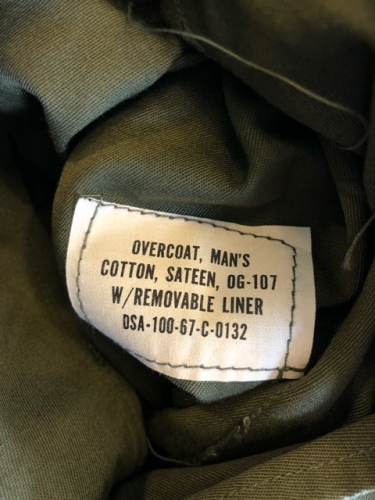 OVERCOAT, MAN'S
COTTON, SATEEN, OG-107
W/REMOVABLE LINER
DSA-100-67-C-0132